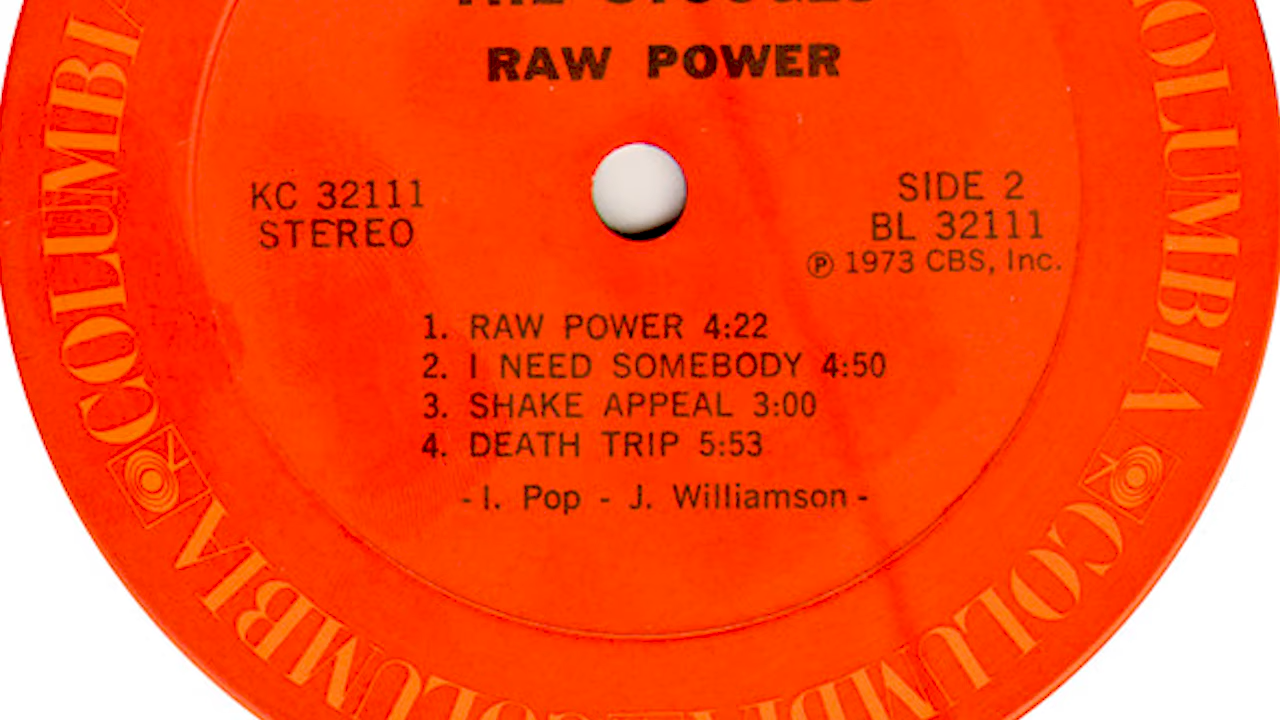 THE STOOGES
RAW POWER
KC 32111
STEREO
SIDE 2
BL 32111
℗ 1973 CBS, Inc.
1. RAW POWER 4:22
2. I NEED SOMEBODY 4:50
3. SHAKE APPEAL 3:00
4. DEATH TRIP 5:53
- I. Pop - J. Williamson -
COLUMBIA
COLUMBIA
COLUMBIA
COLUMBIA